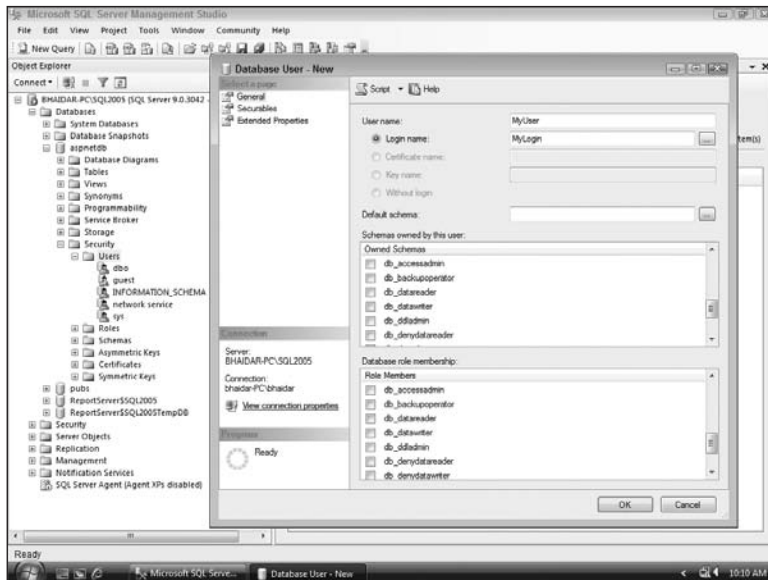 Microsoft SQL Server Management Studio
File Edit View Project Tools Window Community Help
New Query
Object Explorer
Connect
BHAIDAR-PC\SQL2005 (SQL Server 9.0.3042 -
Databases
System Databases
Database Snapshots
aspnetdb
Database Diagrams
Tables
Views
Synonyms
Programmability
Service Broker
Storage
Security
Users
dbo
guest
INFORMATION_SCHEMA
network service
sys
Roles
Schemas
Asymmetric Keys
Certificates
Symmetric Keys
pubs
ReportServer$SQL2005
ReportServer$SQL2005TempDB
Security
Server Objects
Replication
Management
Notification Services
SQL Server Agent (Agent XPs disabled)
Database User - New
Select a page
General
Securables
Extended Properties
Connection
Server:
BHAIDAR-PC\SQL2005
Connection:
bhaidar-PC\bhaidar
View connection properties
Progress
Ready
Script Help
User name: MyUser
Login name: MyLogin
Certificate name:
Key name:
Without login
Default schema:
Schemas owned by this user:
Owned Schemas
db_accessadmin
db_backupoperator
db_datareader
db_datawriter
db_ddladmin
db_denydatareader
Database role membership:
Role Members
db_accessadmin
db_backupoperator
db_datareader
db_datawriter
db_ddladmin
db_denydatareader
db_denydatawriter
OK Cancel
tem(s)
Ready
Microsoft SQL Serve... Database User - New 10:10 AM